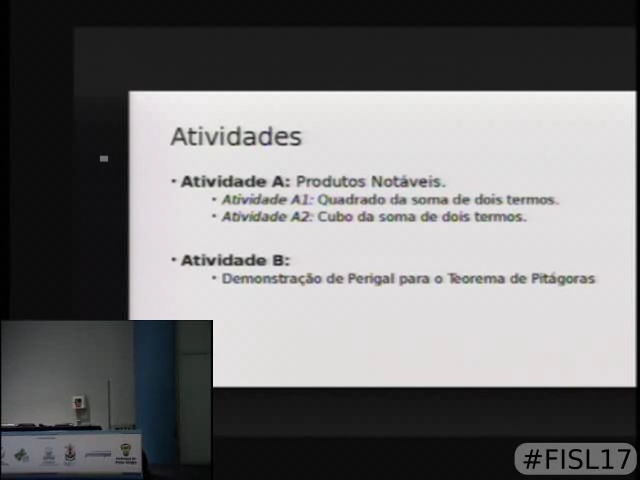 Atividades
• Atividade A: Produtos Notáveis.
• Atividade A1: Quadrado da soma de dois termos.
• Atividade A2: Cubo da soma de dois termos.
• Atividade B:
• Demonstração de Perigal para o Teorema de Pitágoras
#FISL17